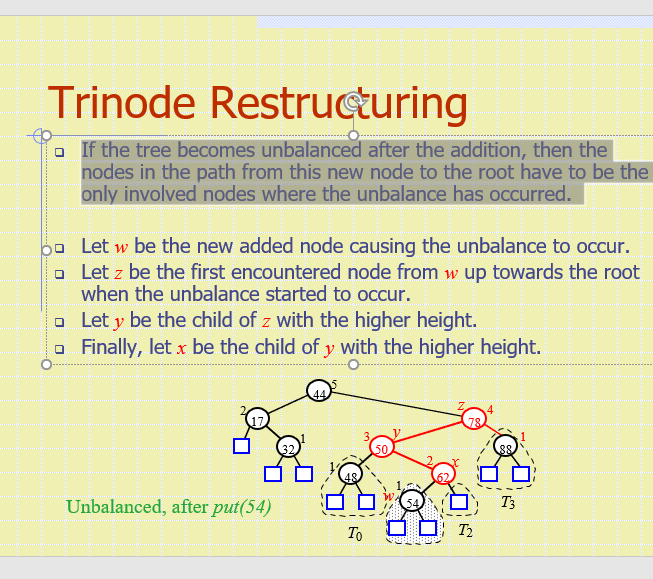 Trinode Restructuring
If the tree becomes unbalanced after the addition, then the
nodes in the path from this new node to the root have to be the
only involved nodes where the unbalance has occurred.
Let w be the new added node causing the unbalance to occur.
Let z be the first encountered node from w up towards the root
when the unbalance started to occur.
Let y be the child of z with the higher height.
Finally, let x be the child of y with the higher height.
44 5
2 17
z 78 4
3 50 y
32 1
88 1
1 48
2 62 x
w 1 54
T3
Unbalanced, after put(54)
T0
T2